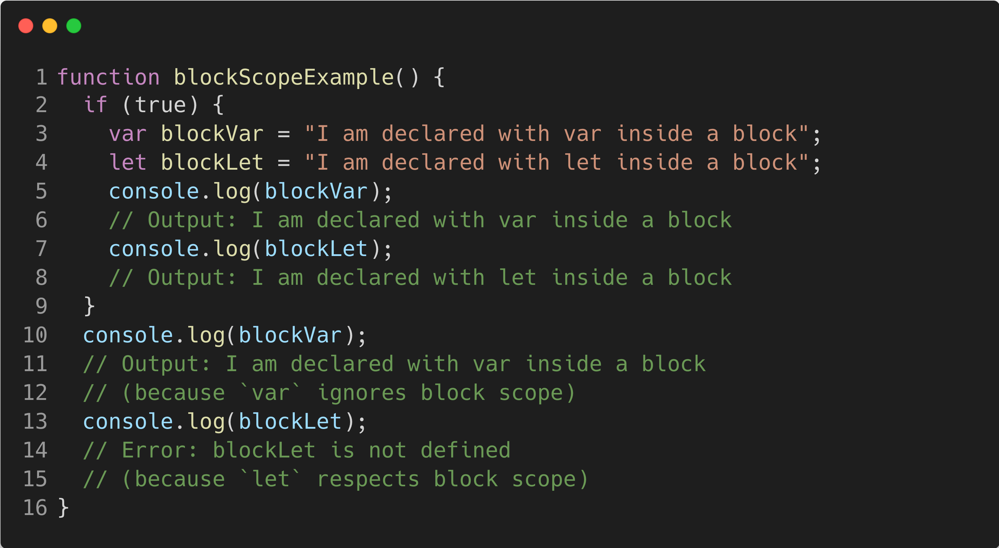 1 function blockScopeExample() {
2   if (true) {
3     var blockVar = "I am declared with var inside a block";
4     let blockLet = "I am declared with let inside a block";
5     console.log(blockVar);
6     // Output: I am declared with var inside a block
7     console.log(blockLet);
8     // Output: I am declared with let inside a block
9   }
10   console.log(blockVar);
11   // Output: I am declared with var inside a block
12   // (because `var` ignores block scope)
13   console.log(blockLet);
14   // Error: blockLet is not defined
15   // (because `let` respects block scope)
16 }